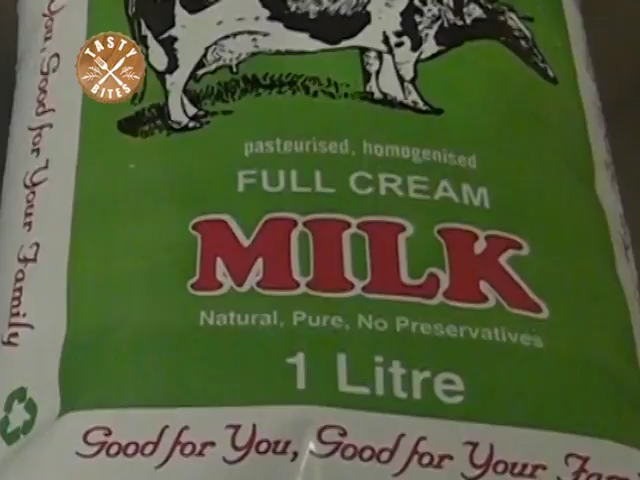 TASTY
BITES
you, Good for Your Family
pasteurised, homogenised
FULL CREAM
MILK
Natural, Pure, No Preservatives
1 Litre
Good for You, Good for Your